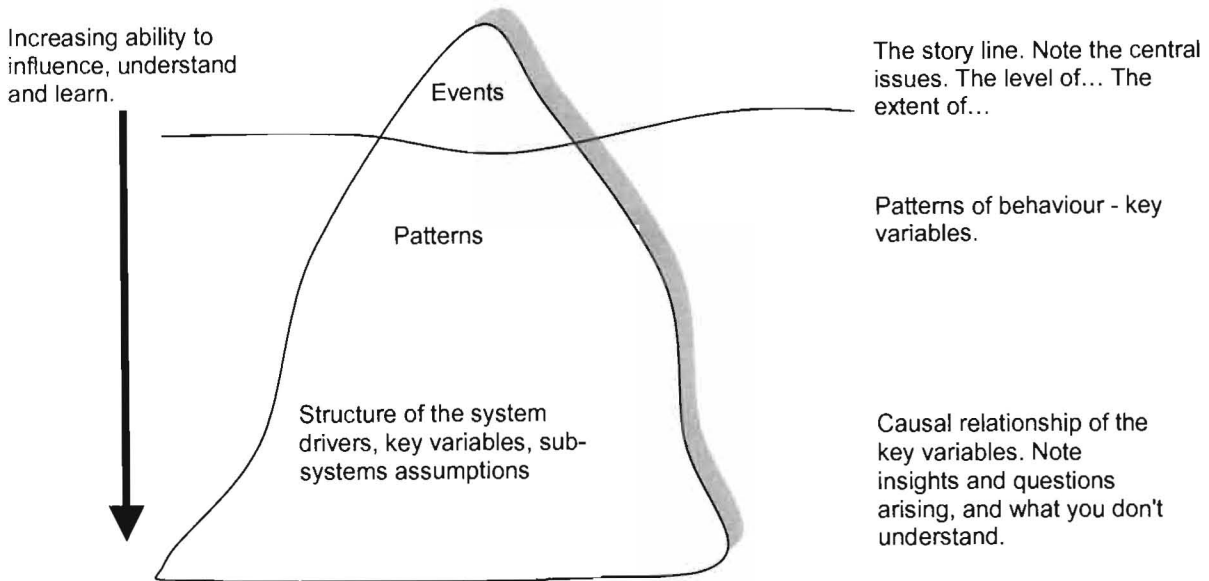 Increasing ability to
influence, understand
and learn.
Events
The story line. Note the central
issues. The level of... The
extent of...
Patterns
Patterns of behaviour - key
variables.
Structure of the system
drivers, key variables, sub-
systems assumptions
Causal relationship of the
key variables. Note
insights and questions
arising, and what you don't
understand.